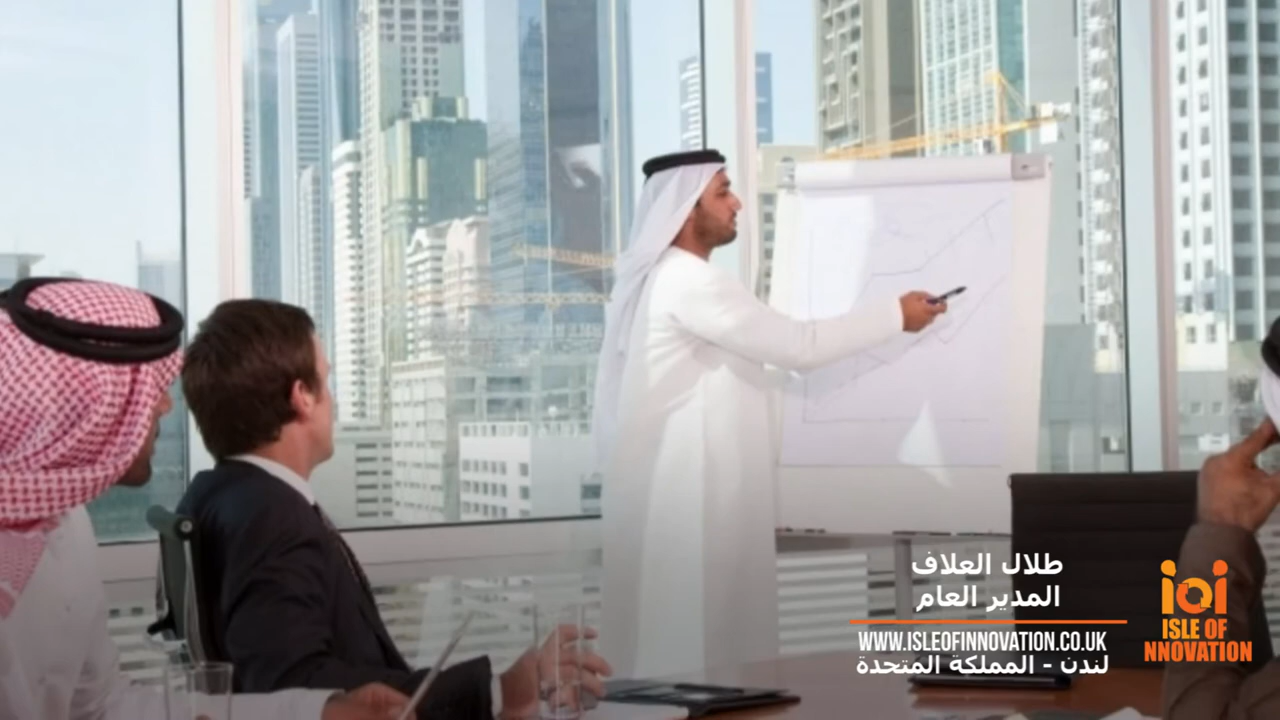 طلال العلاف
المدير العام
WWW.ISLEOFINNOVATION.CO.UK
لندن - المملكة المتحدة
ioi
ISLE OF
NNOVATION